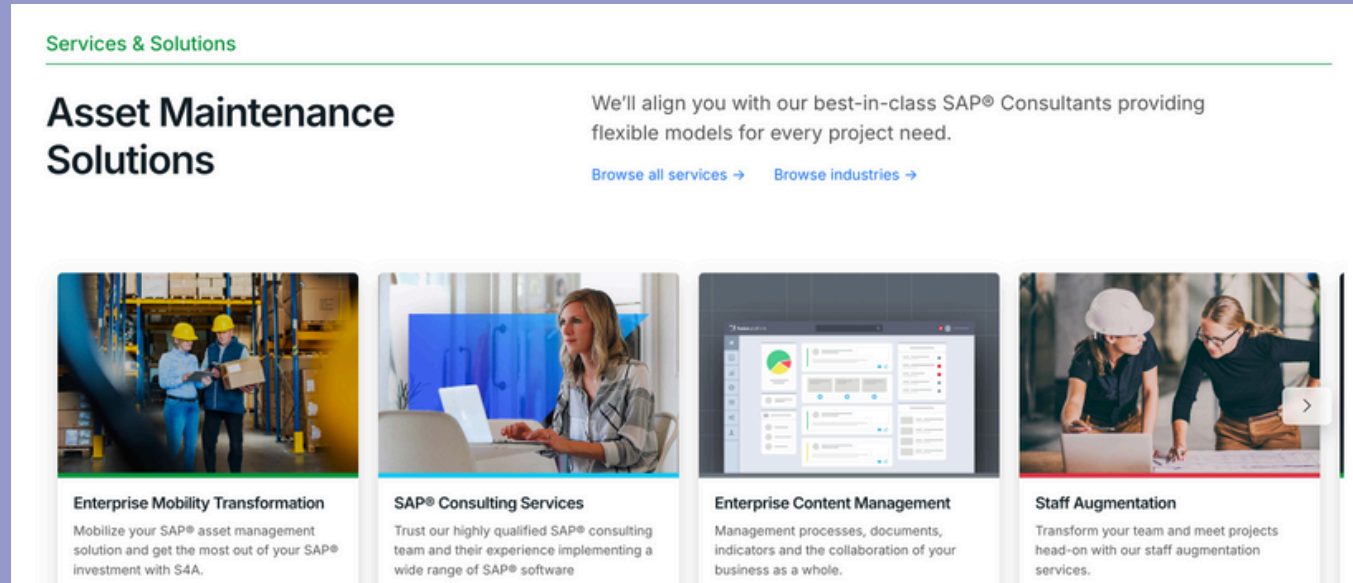 Services & Solutions
Asset Maintenance
Solutions
We'll align you with our best-in-class SAP® Consultants providing
flexible models for every project need.
Browse all services →
Browse industries →
Enterprise Mobility Transformation
Mobilize your SAP® asset management
solution and get the most out of your SAP®
investment with S4A.
SAP® Consulting Services
Trust our highly qualified SAP® consulting
team and their experience implementing a
wide range of SAP® software
Enterprise Content Management
Management processes, documents,
indicators and the collaboration of your
business as a whole.
Staff Augmentation
Transform your team and meet projects
head-on with our staff augmentation
services.